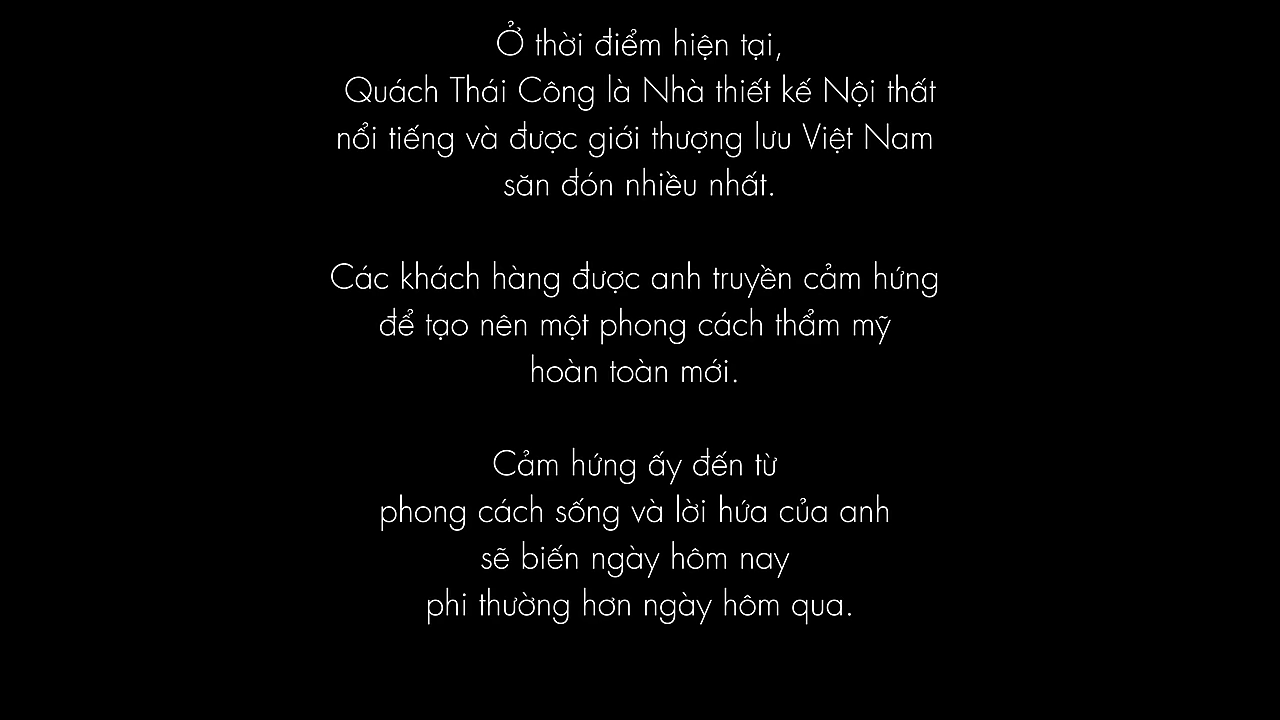 Ở thời điểm hiện tại,
Quách Thái Công là Nhà thiết kế Nội thất
nổi tiếng và được giới thượng lưu Việt Nam
săn đón nhiều nhất.
Các khách hàng được anh truyền cảm hứng
để tạo nên một phong cách thẩm mỹ
hoàn toàn mới.
Cảm hứng ấy đến từ
phong cách sống và lời hứa của anh
sẽ biến ngày hôm nay
phi thường hơn ngày hôm qua.